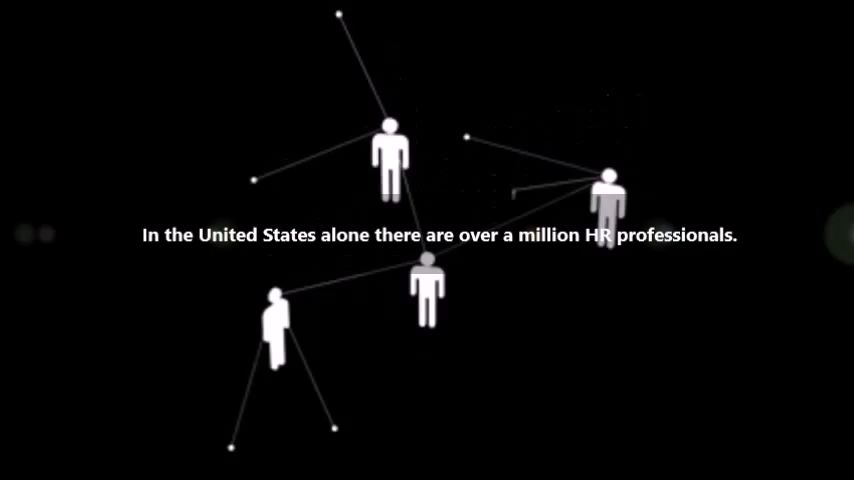 In the United States alone there are over a million HR professionals.